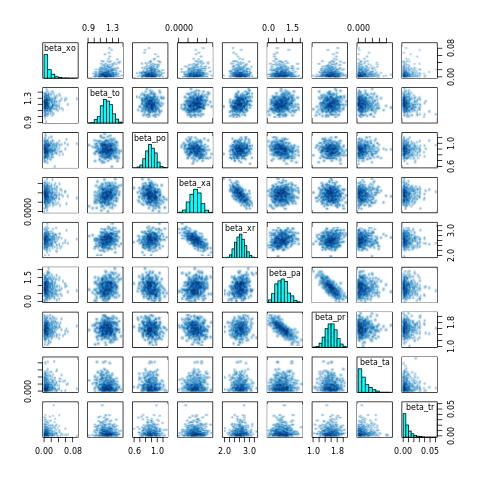 0.9 1.3 0.0000 0.0 1.5 0.000
beta_xo
0.00 0.08
beta_to
0.9 1.3
beta_po
0.6 1.0
beta_xa
0.0000
beta_xr
2.0 3.0
beta_pa
0.0 1.5
beta_pr
1.0 1.8
beta_ta
0.000
beta_tr
0.00 0.05
0.00 0.08 0.6 1.0 2.0 3.0 1.0 1.8 0.00 0.05